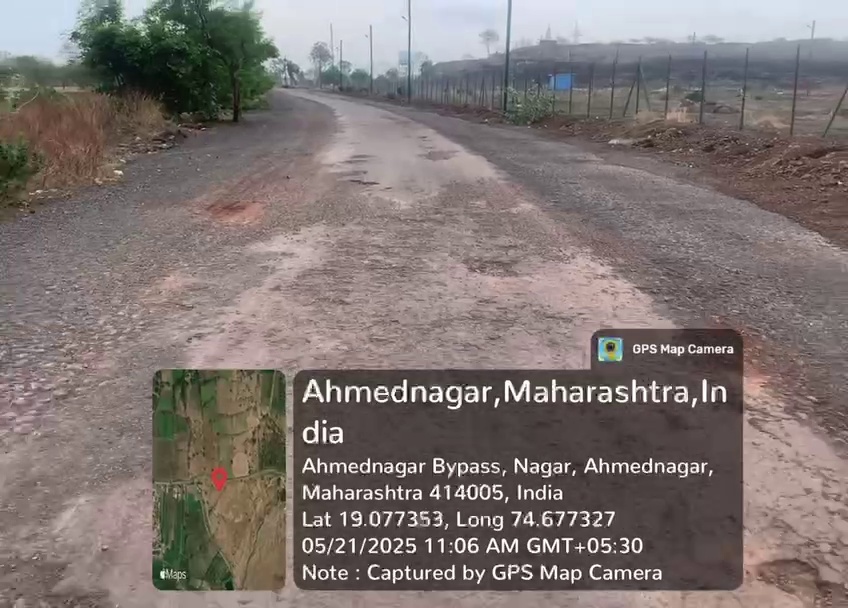 GPS Map Camera
Ahmednagar,Maharashtra,In
dia
Ahmednagar Bypass, Nagar, Ahmednagar,
Maharashtra 414005, India
Lat 19.077353, Long 74.677327
05/21/2025 11:06 AM GMT+05:30
Note : Captured by GPS Map Camera
Maps